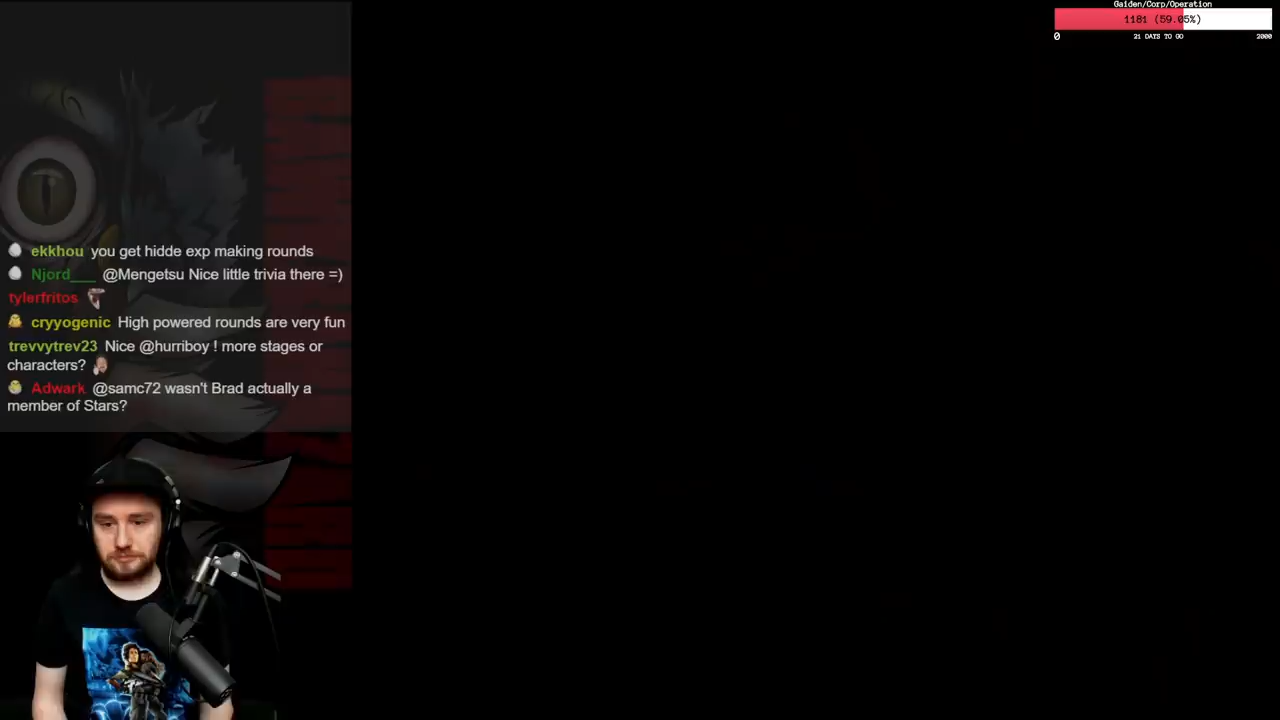 Gaiden/Corp/Operation
1181 (59.05%)
0 21 DAYS TO GO 2000
ekkhou you get hidde exp making rounds
Njord___ @Mengetsu Nice little trivia there =)
tylerfritos
cryyogenic High powered rounds are very fun
trevvytrev23 Nice @hurriboy ! more stages or
characters?
Adwark @samc72 wasn't Brad actually a
member of Stars?